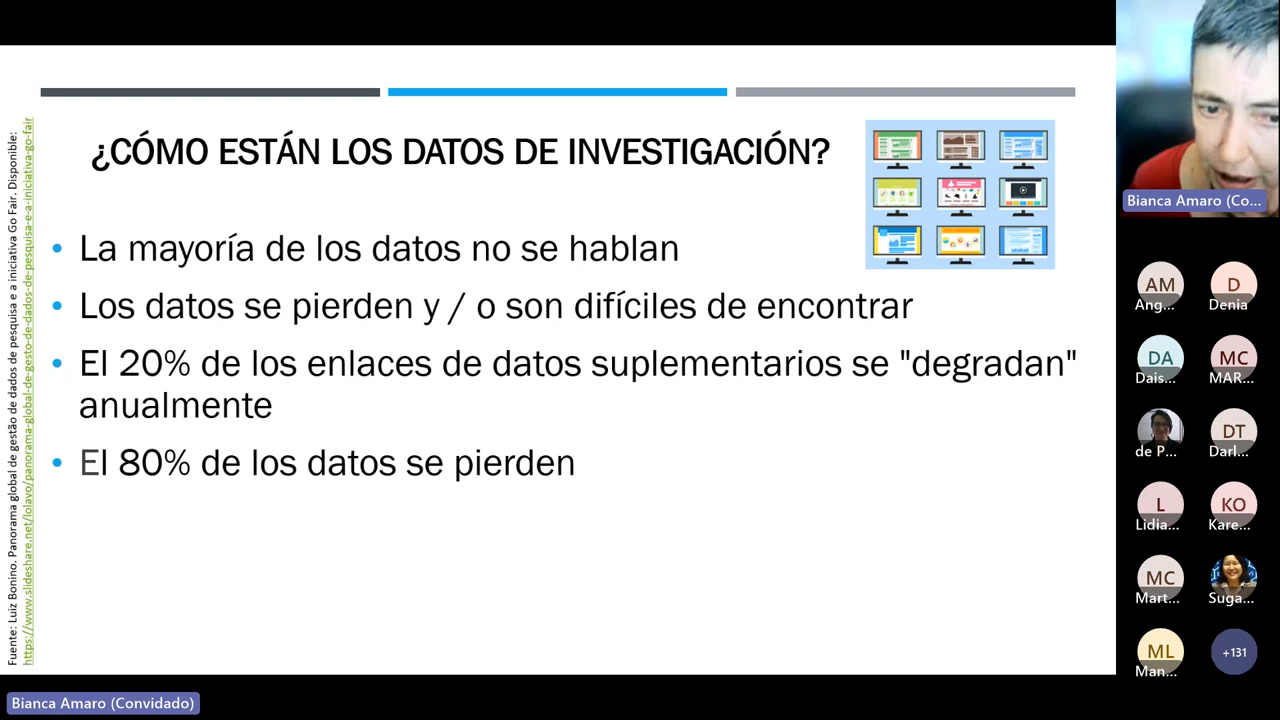 ¿CÓMO ESTÁN LOS DATOS DE INVESTIGACIÓN?
• La mayoría de los datos no se hablan
• Los datos se pierden y / o son difíciles de encontrar
• El 20% de los enlaces de datos suplementarios se "degradan"
anualmente
• El 80% de los datos se pierden
Fuente: Luiz Bonino. Panorama global de gestão de dados de pesquisa e a iniciativa Go Fair. Disponible:
https://www.slideshare.net/lolavo/panorama-global-de-gesto-de-dados-de-pesquisa-e-a-iniciativa-go-fair
Bianca Amaro (Co...
AM
Ang...
D
Denia
DA
Dais...
MC
MAR...
de P...
DT
Darl...
L
Lidia...
KO
Kare...
MC
Mart...
Suga...
ML
Man...
+131
Bianca Amaro (Convidado)